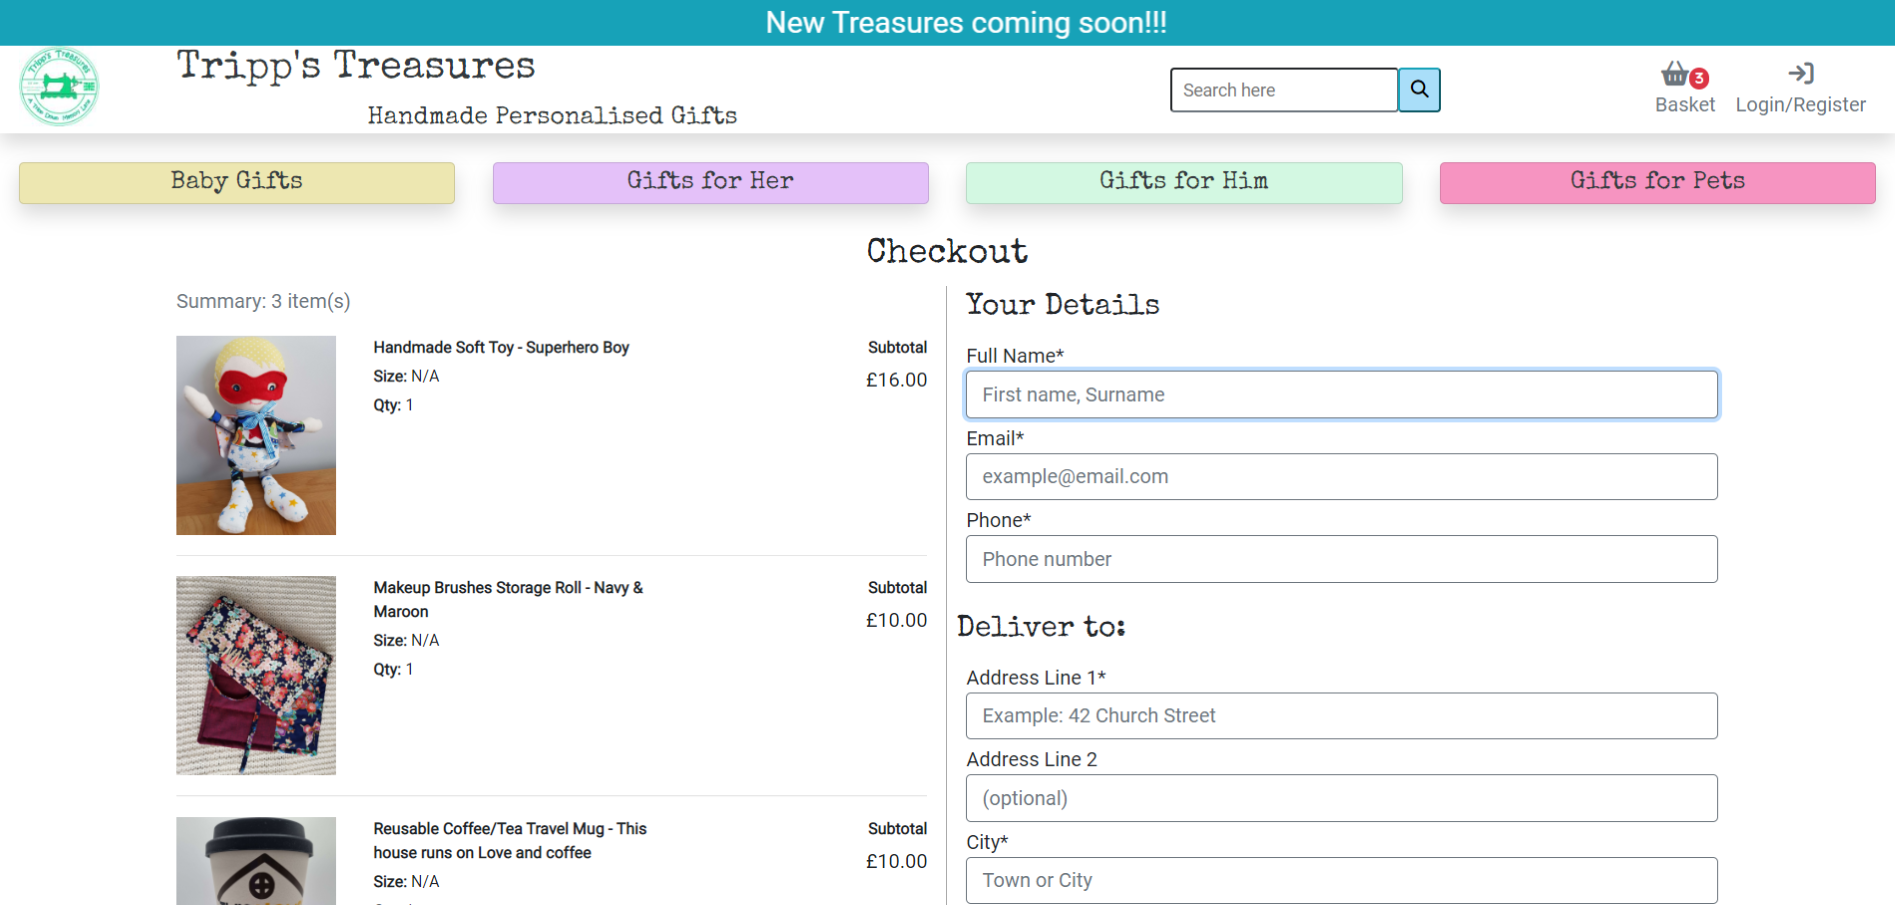 New Treasures coming soon!!!
Tripp's Treasures
Tripp's Treasures
Handmade Personalised Gifts
Search here
3
Basket
Login/Register
Baby Gifts
Gifts for Her
Gifts for Him
Gifts for Pets
Checkout
Summary: 3 item(s)
Handmade Soft Toy - Superhero Boy
Size: N/A
Qty: 1
Subtotal
£16.00
Makeup Brushes Storage Roll - Navy &
Maroon
Size: N/A
Qty: 1
Subtotal
£10.00
Reusable Coffee/Tea Travel Mug - This
house runs on Love and coffee
Size: N/A
Subtotal
£10.00
Your Details
Full Name*
First name, Surname
Email*
example@email.com
Phone*
Phone number
Deliver to:
Address Line 1*
Example: 42 Church Street
Address Line 2
(optional)
City*
Town or City